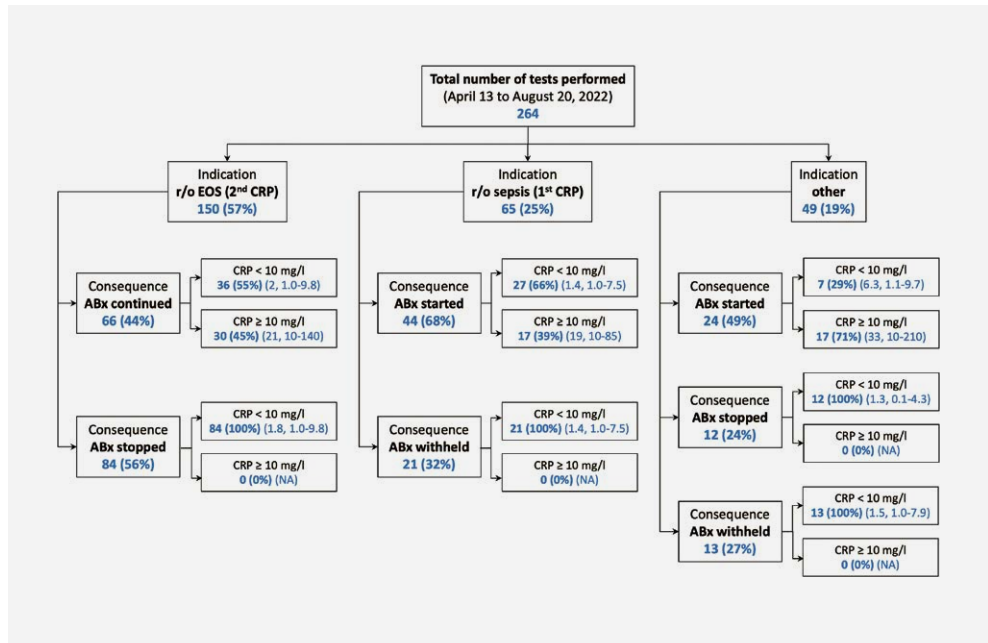 Total number of tests performed
(April 13 to August 20, 2022)
264
Indication
r/o EOS (2nd CRP)
150 (57%)
Consequence
ABx continued
66 (44%)
CRP < 10 mg/l
36 (55%) (2, 1.0-9.8)
CRP ≥ 10 mg/l
30 (45%) (21, 10-140)
Consequence
ABx stopped
84 (56%)
CRP < 10 mg/l
84 (100%) (1.8, 1.0-9.8)
CRP ≥ 10 mg/l
0 (0%) (NA)
Indication
r/o sepsis (1st CRP)
65 (25%)
Consequence
ABx started
44 (68%)
CRP < 10 mg/l
27 (66%) (1.4, 1.0-7.5)
CRP ≥ 10 mg/l
17 (39%) (19, 10-85)
Consequence
ABx withheld
21 (32%)
CRP < 10 mg/l
21 (100%) (1.4, 1.0-7.5)
CRP ≥ 10 mg/l
0 (0%) (NA)
Indication
other
49 (19%)
Consequence
ABx started
24 (49%)
CRP < 10 mg/l
7 (29%) (6.3, 1.1-9.7)
CRP ≥ 10 mg/l
17 (71%) (33, 10-210)
Consequence
ABx stopped
12 (24%)
CRP < 10 mg/l
12 (100%) (1.3, 0.1-4.3)
CRP ≥ 10 mg/l
0 (0%) (NA)
Consequence
ABx withheld
13 (27%)
CRP < 10 mg/l
13 (100%) (1.5, 1.0-7.9)
CRP ≥ 10 mg/l
0 (0%) (NA)